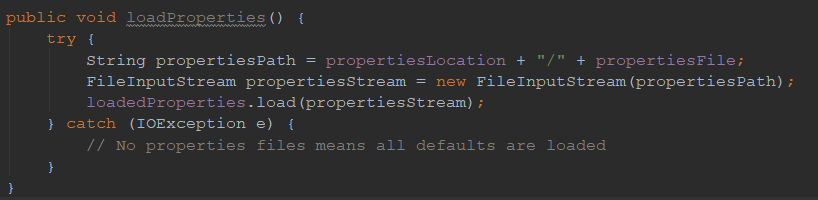 public void loadProperties() {
    try {
        String propertiesPath = propertiesLocation + "/" + propertiesFile;
        FileInputStream propertiesStream = new FileInputStream(propertiesPath);
        loadedProperties.load(propertiesStream);
    } catch (IOException e) {
        // No properties files means all defaults are loaded
    }
}